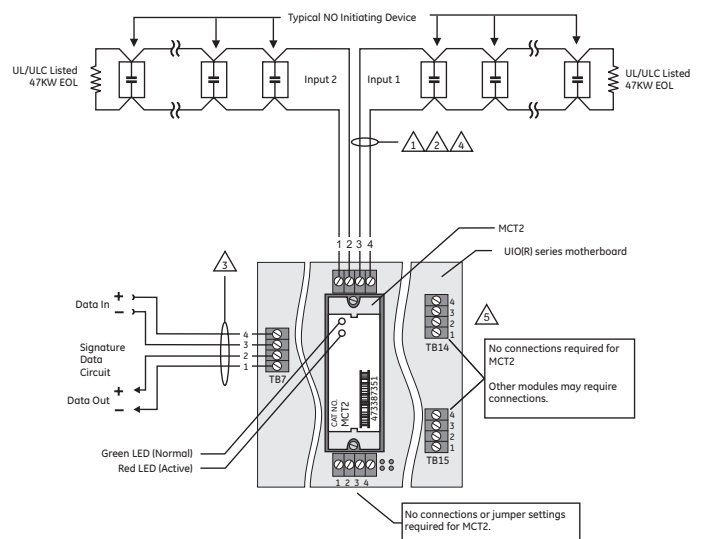 Typical NO Initiating Device
UL/ULC Listed
47KW EOL
Input 2
Input 1
UL/ULC Listed
47KW EOL
1
2
4
MCT2
UIO(R) series motherboard
1 2 3 4
3
Data In
+
−
Signature
Data
Circuit
Data Out
+
−
4
3
2
1
TB7
CAT NO.
MCT2
473387351
4
3
2
1
TB14
5
No connections required for
MCT2
Other modules may require
connections.
4
3
2
1
TB15
Green LED (Normal)
Red LED (Active)
1 2 3 4
No connections or jumper settings
required for MCT2.